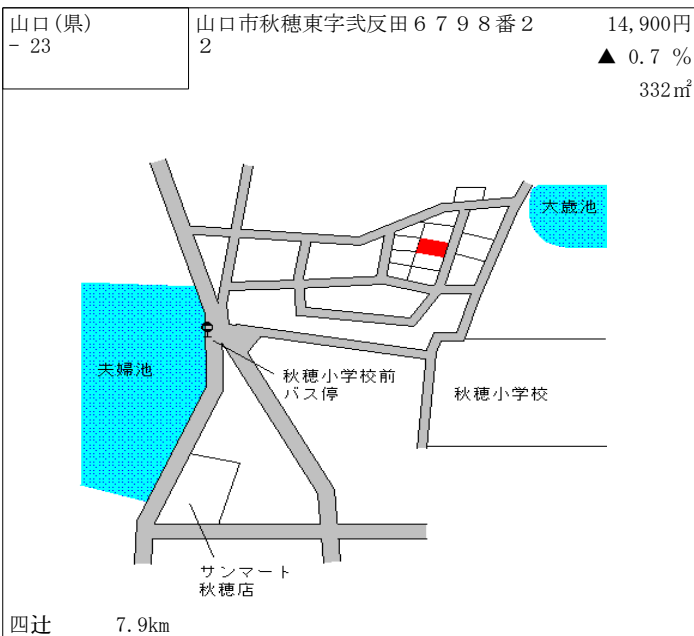 山口(県)
- 23
山口市秋穂東字弐反田６７９８番２
２
14,900円
▲ 0.7 %
332㎡
大歳池
夫婦池
秋穂小学校前
バス停
秋穂小学校
サンマート
秋穂店
四辻 7.9km